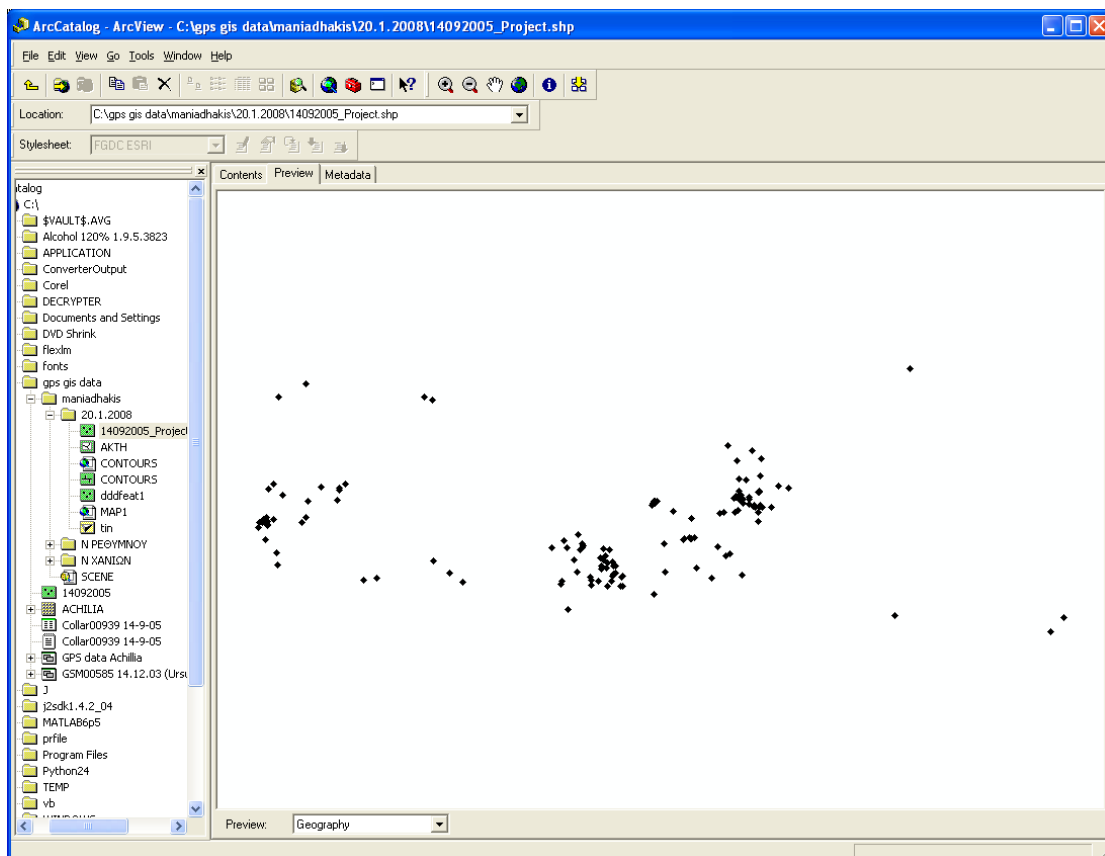 ArcCatalog - ArcView - C:\gps gis data\maniadhakis\20.1.2008\14092005_Project.shp
File Edit View Go Tools Window Help
Location: C:\gps gis data\maniadhakis\20.1.2008\14092005_Project.shp
Stylesheet: FGDC ESRI
Contents Preview Metadata
atalog
C:\
$VAULT$.AVG
Alcohol 120% 1.9.5.3823
APPLICATION
ConverterOutput
Corel
DECRYPTER
Documents and Settings
DVD Shrink
flexlm
fonts
gps gis data
maniadhakis
20.1.2008
14092005_Project
AKTH
CONTOURS
CONTOURS
dddfeat1
MAP1
tin
Ν ΡΕΘΥΜΝΟΥ
Ν ΧΑΝΙΩΝ
SCENE
14092005
ACHILIA
Collar00939 14-9-05
Collar00939 14-9-05
GPS data Achillia
GSM00585 14.12.03 (Ursu
J
j2sdk1.4.2_04
MATLAB6p5
prfile
Program Files
Python24
TEMP
vb
WINDOWS
Preview: Geography